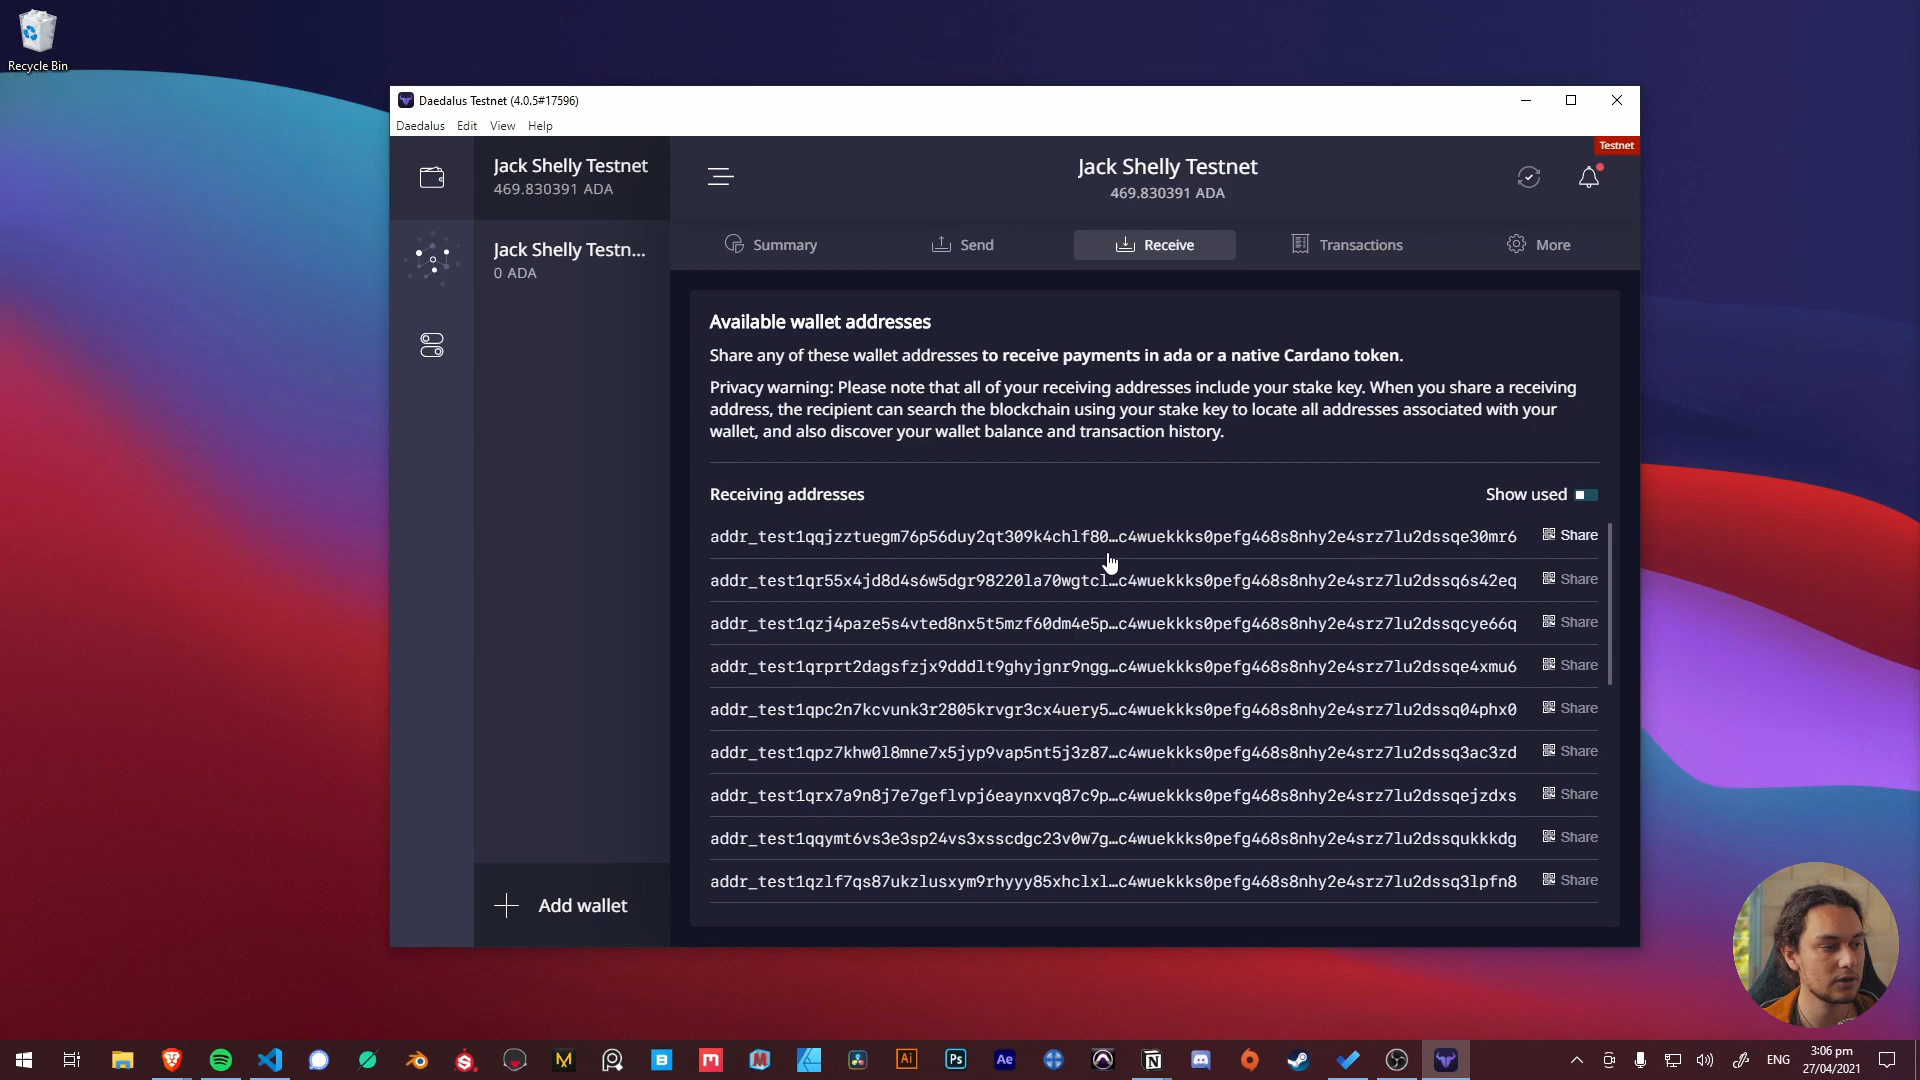 Recycle Bin
Daedalus Testnet (4.0.5#17596)
Daedalus Edit View Help
Testnet
Jack Shelly Testnet
469.830391 ADA
Jack Shelly Testn...
0 ADA
Add wallet
Jack Shelly Testnet
469.830391 ADA
Summary Send Receive Transactions More
Available wallet addresses
Share any of these wallet addresses to receive payments in ada or a native Cardano token.
Privacy warning: Please note that all of your receiving addresses include your stake key. When you share a receiving
address, the recipient can search the blockchain using your stake key to locate all addresses associated with your
wallet, and also discover your wallet balance and transaction history.
Receiving addresses Show used
addr_test1qqjzztuegm76p56duy2qt309k4chlf80…c4wuekkks0pefg468s8nhy2e4srz7lu2dssqe30mr6 Share
addr_test1qr55x4jd8d4s6w5dgr98220la70wgtcl…c4wuekkks0pefg468s8nhy2e4srz7lu2dssq6s42eq Share
addr_test1qzj4paze5s4vted8nx5t5mzf60dm4e5p…c4wuekkks0pefg468s8nhy2e4srz7lu2dssqcye66q Share
addr_test1qrprt2dagsfzjx9dddlt9ghyjgnr9ngg…c4wuekkks0pefg468s8nhy2e4srz7lu2dssqe4xmu6 Share
addr_test1qpc2n7kcvunk3r2805krvgr3cx4uery5…c4wuekkks0pefg468s8nhy2e4srz7lu2dssq04phx0 Share
addr_test1qpz7khw0l8mne7x5jyp9vap5nt5j3z87…c4wuekkks0pefg468s8nhy2e4srz7lu2dssq3ac3zd Share
addr_test1qrx7a9n8j7e7geflvpj6eaynxvq87c9p…c4wuekkks0pefg468s8nhy2e4srz7lu2dssqejzdxs Share
addr_test1qqymt6vs3e3sp24vs3xsscdgc23v0w7g…c4wuekkks0pefg468s8nhy2e4srz7lu2dssqukkkdg Share
addr_test1qzlf7qs87ukzlusxym9rhyyy85xhclxl…c4wuekkks0pefg468s8nhy2e4srz7lu2dssq3lpfn8 Share
Ai Ps Ae
ENG
3:06 pm
27/04/2021